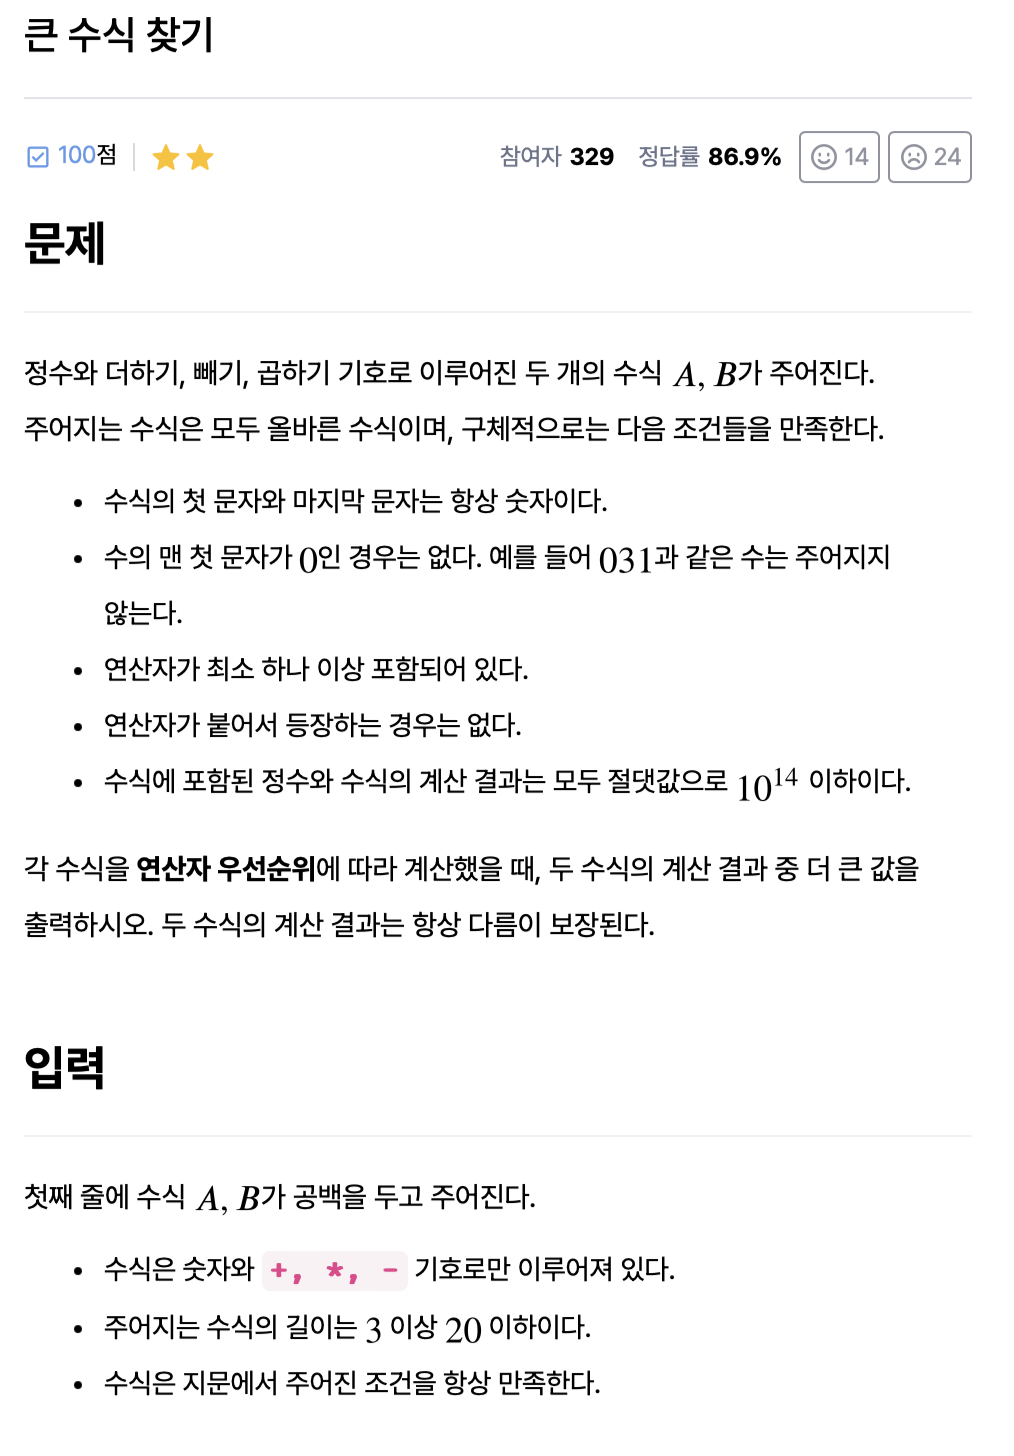 큰 수식 찾기
100점 참여자 329 정답률 86.9% 14 24
문제
정수와 더하기, 빼기, 곱하기 기호로 이루어진 두 개의 수식 A, B가 주어진다.
주어지는 수식은 모두 올바른 수식이며, 구체적으로는 다음 조건들을 만족한다.
• 수식의 첫 문자와 마지막 문자는 항상 숫자이다.
• 수의 맨 첫 문자가 0인 경우는 없다. 예를 들어 031과 같은 수는 주어지지
않는다.
• 연산자가 최소 하나 이상 포함되어 있다.
• 연산자가 붙어서 등장하는 경우는 없다.
• 수식에 포함된 정수와 수식의 계산 결과는 모두 절댓값으로 10¹⁴ 이하이다.
각 수식을 연산자 우선순위에 따라 계산했을 때, 두 수식의 계산 결과 중 더 큰 값을
출력하시오. 두 수식의 계산 결과는 항상 다름이 보장된다.
입력
첫째 줄에 수식 A, B가 공백을 두고 주어진다.
• 수식은 숫자와 +, *, - 기호로만 이루어져 있다.
• 주어지는 수식의 길이는 3 이상 20 이하이다.
• 수식은 지문에서 주어진 조건을 항상 만족한다.